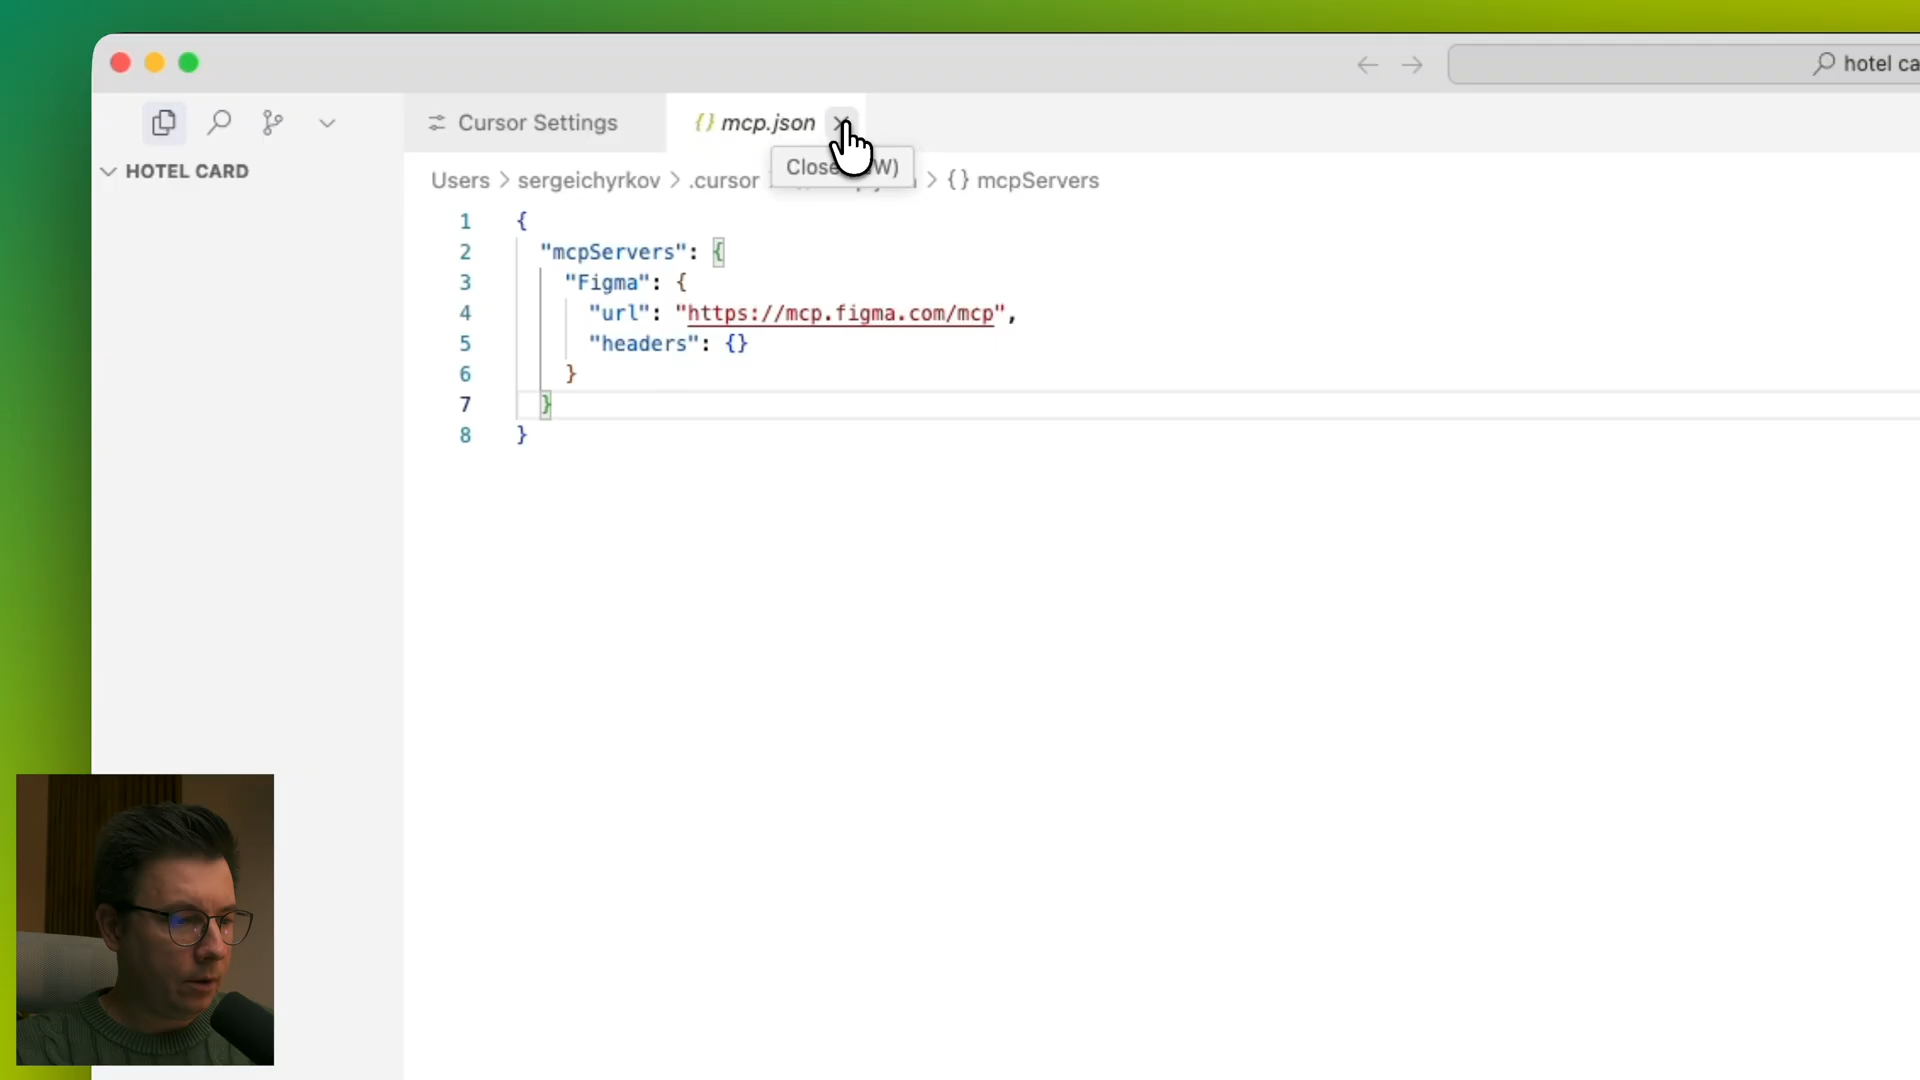 hotel ca
Cursor Settings
{} mcp.json
HOTEL CARD
Close W)
Users > sergeichyrkov > .cursor > {} mcpServers
1 {
2 "mcpServers": {
3 "Figma": {
4 "url": "https://mcp.figma.com/mcp",
5 "headers": {}
6 }
7 }
8 }